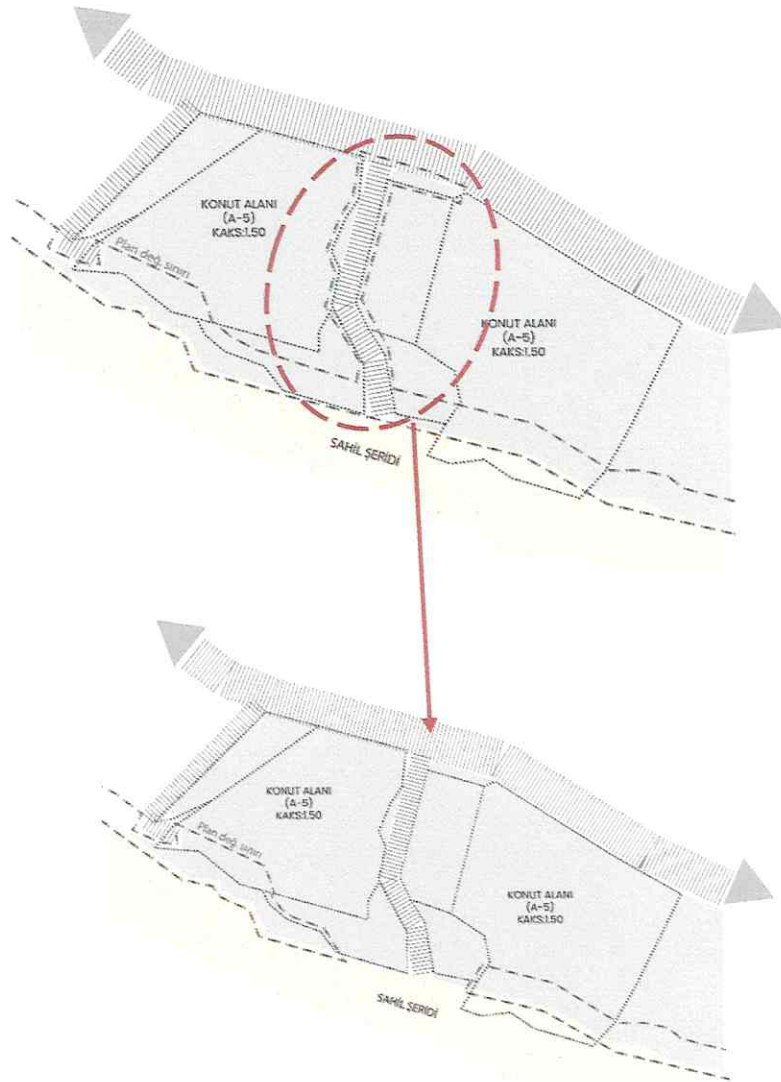 KONUT ALANI
(A-5)
KAKS:1.50
Plan değ. sınırı
KONUT ALANI
(A-5)
KAKS:1.50
SAHİL ŞERİDİ
KONUT ALANI
(A-5)
KAKS:1.50
Plan değ. sınırı
KONUT ALANI
(A-5)
KAKS:1.50
SAHİL ŞERİDİ